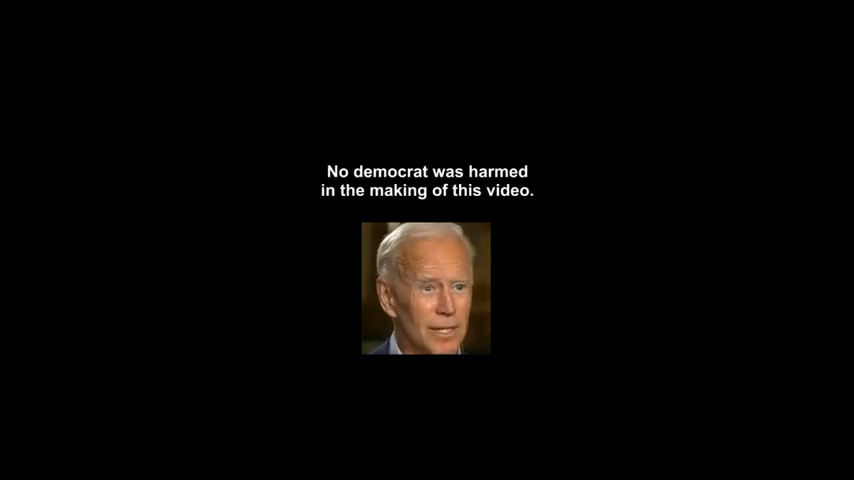 No democrat was harmed
in the making of this video.